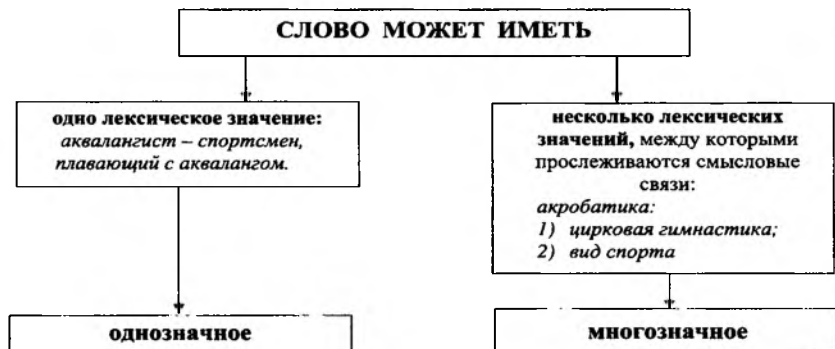 СЛОВО МОЖЕТ ИМЕТЬ
одно лексическое значение:
аквалангист – спортсмен,
плавающий с аквалангом.
несколько лексических
значений, между которыми
прослеживаются смысловые
связи:
акробатика:
1) цирковая гимнастика;
2) вид спорта
однозначное
многозначное